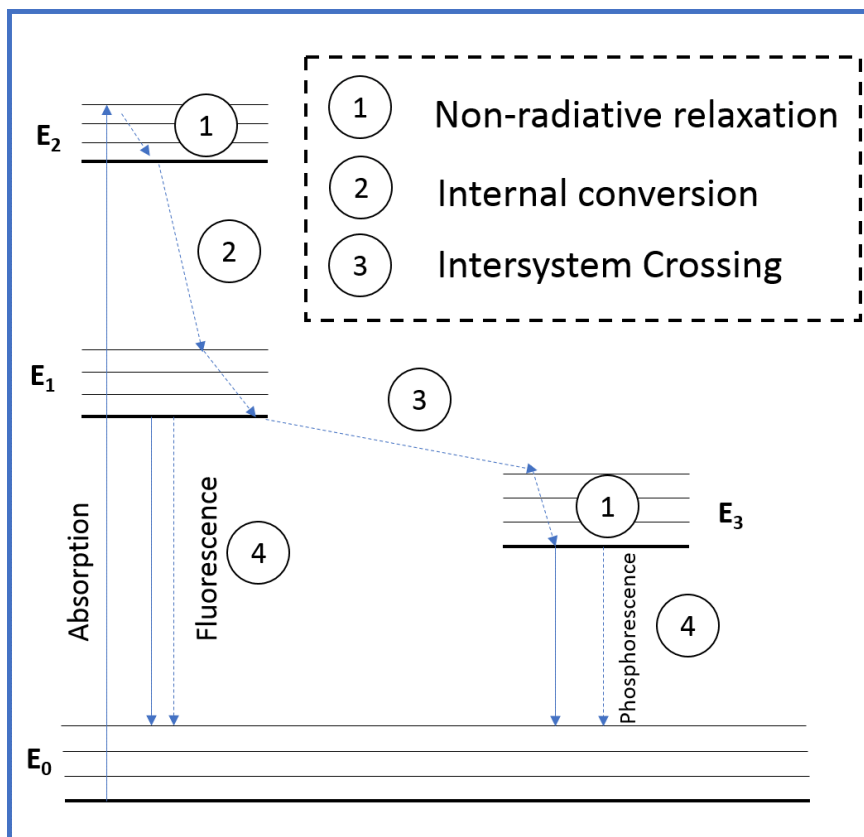 1 Non-radiative relaxation
2 Internal conversion
3 Intersystem Crossing
E₂
1
2
E₁
3
1
E₃
Absorption
Fluorescence
4
Phosphorescence
4
E₀